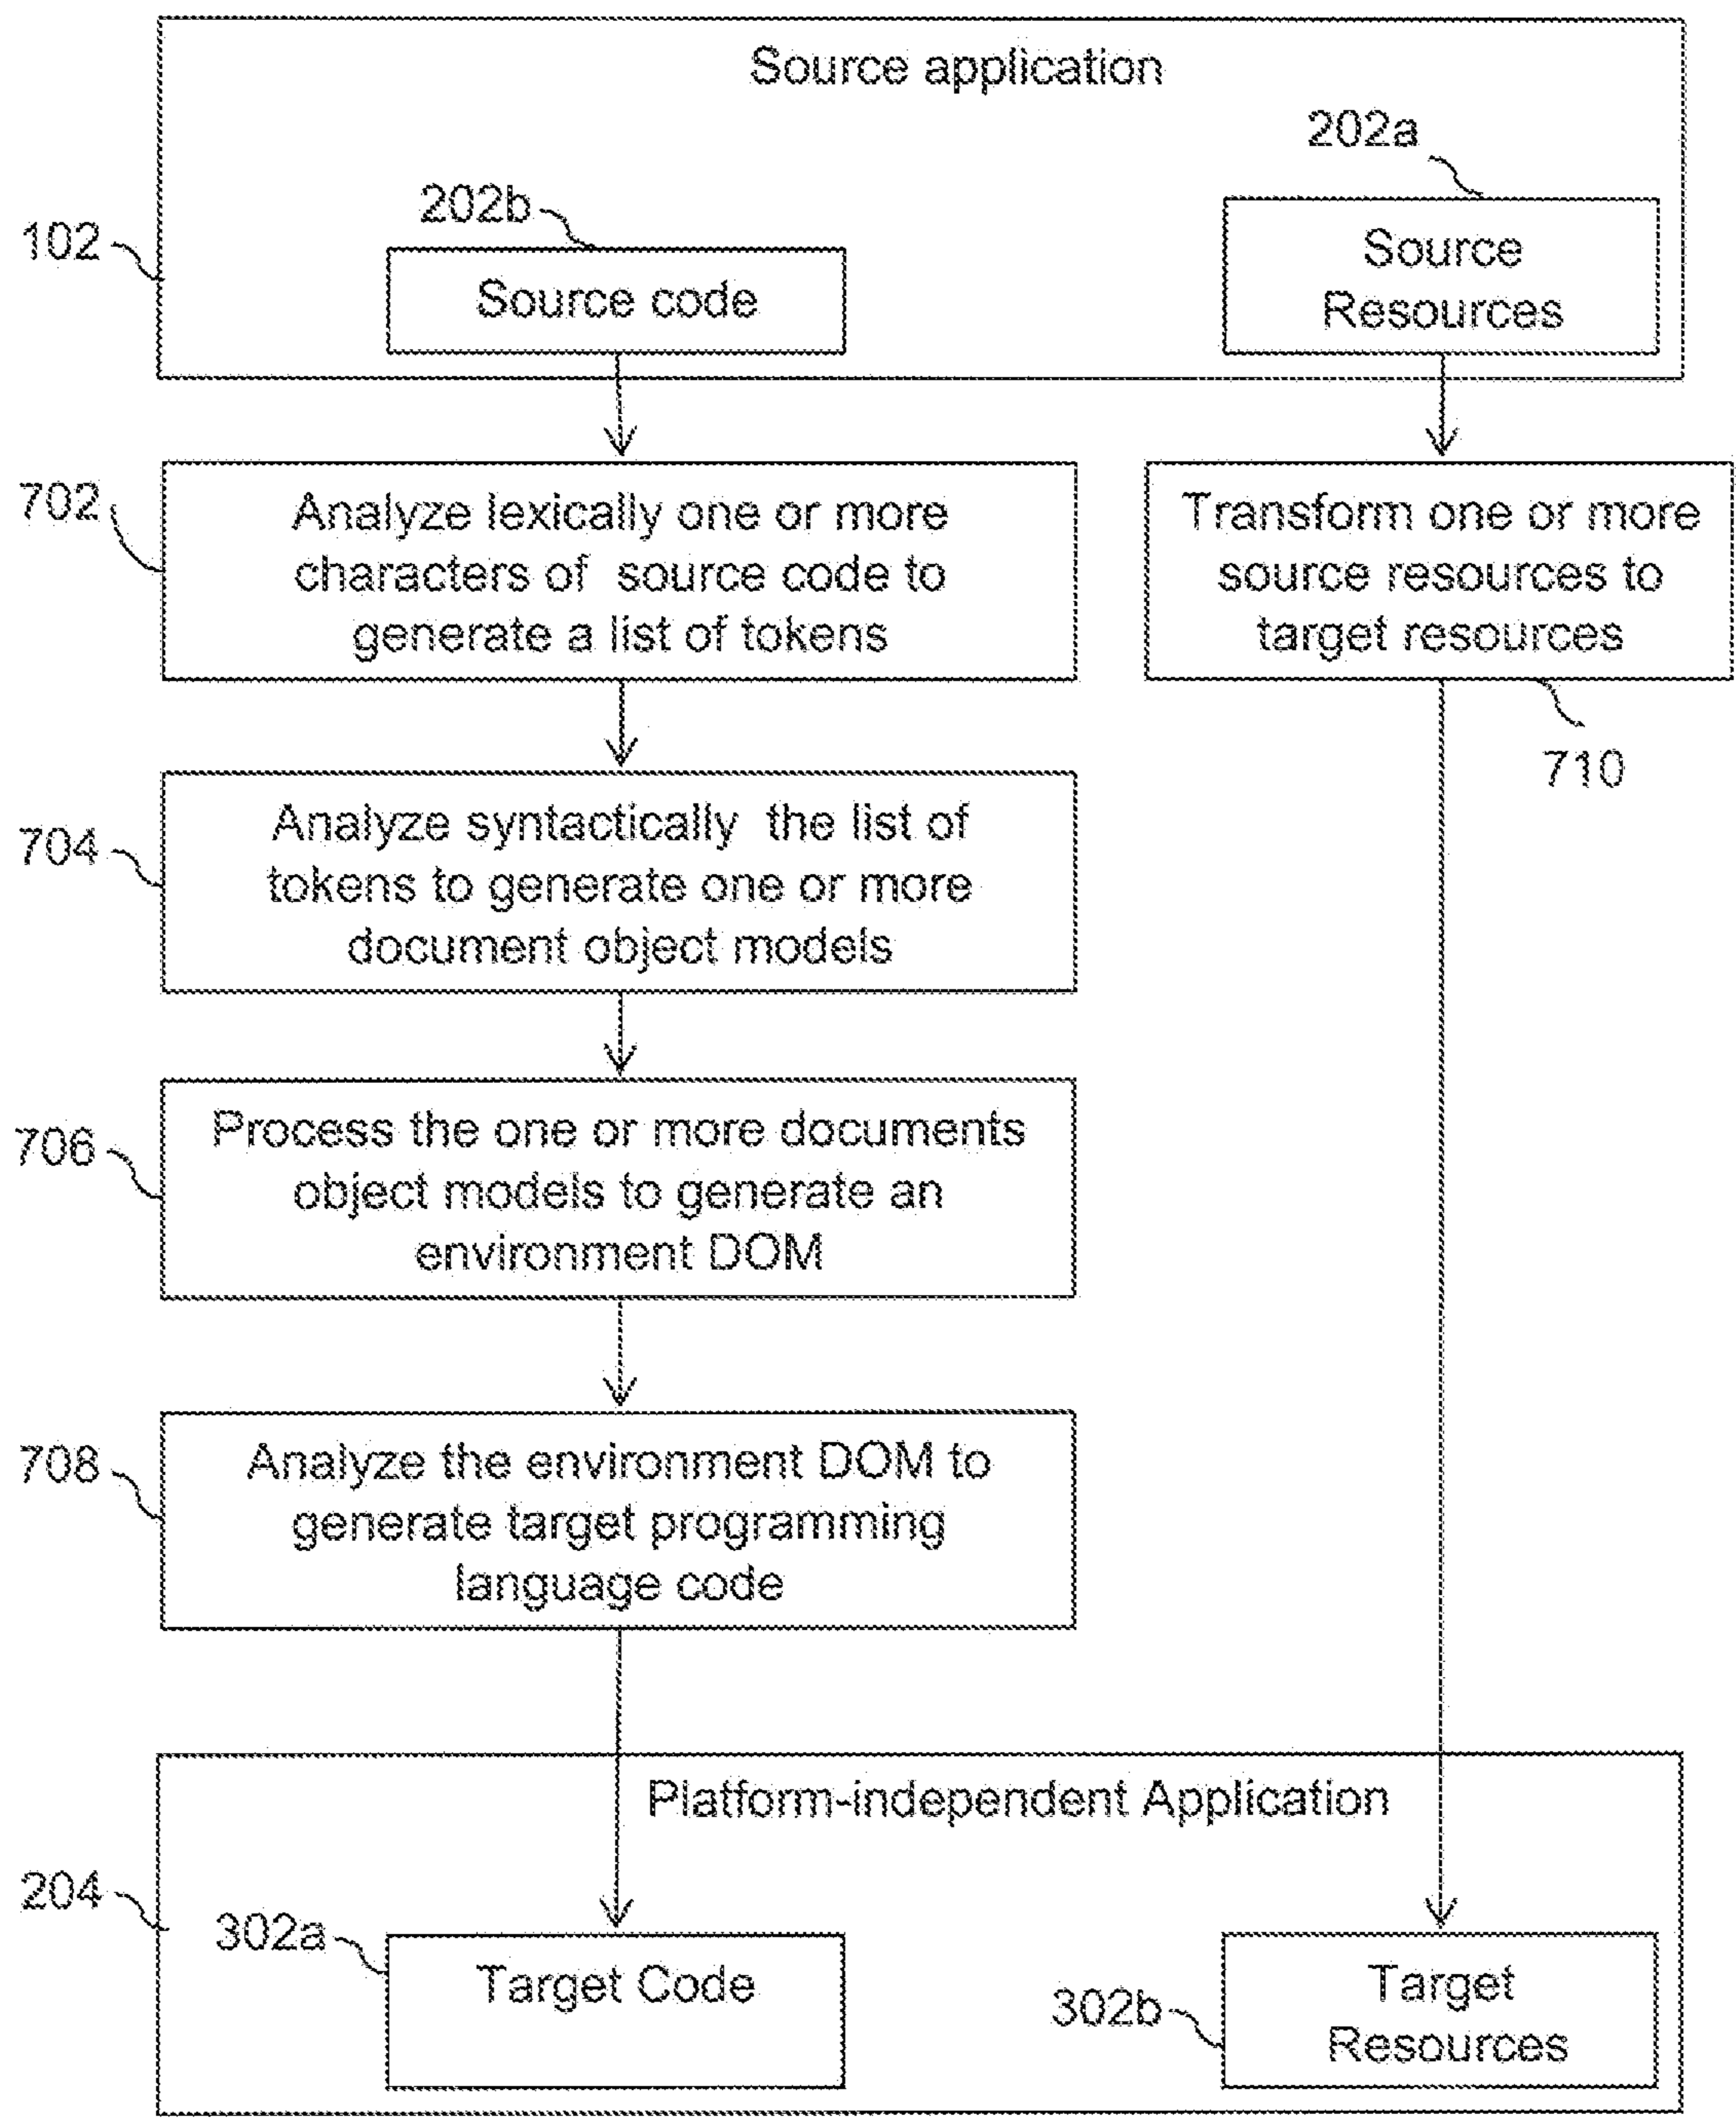 Source application
202a
202b
102
Source code
Source
Resources
702
Analyze lexically one or more
characters of source code to
generate a list of tokens
Transform one or more
source resources to
target resources
710
704
Analyze syntactically the list of
tokens to generate one or more
document object models
706
Process the one or more documents
object models to generate an
environment DOM
708
Analyze the environment DOM to
generate target programming
language code
Platform-independent Application
204
302a
Target Code
302b
Target
Resources